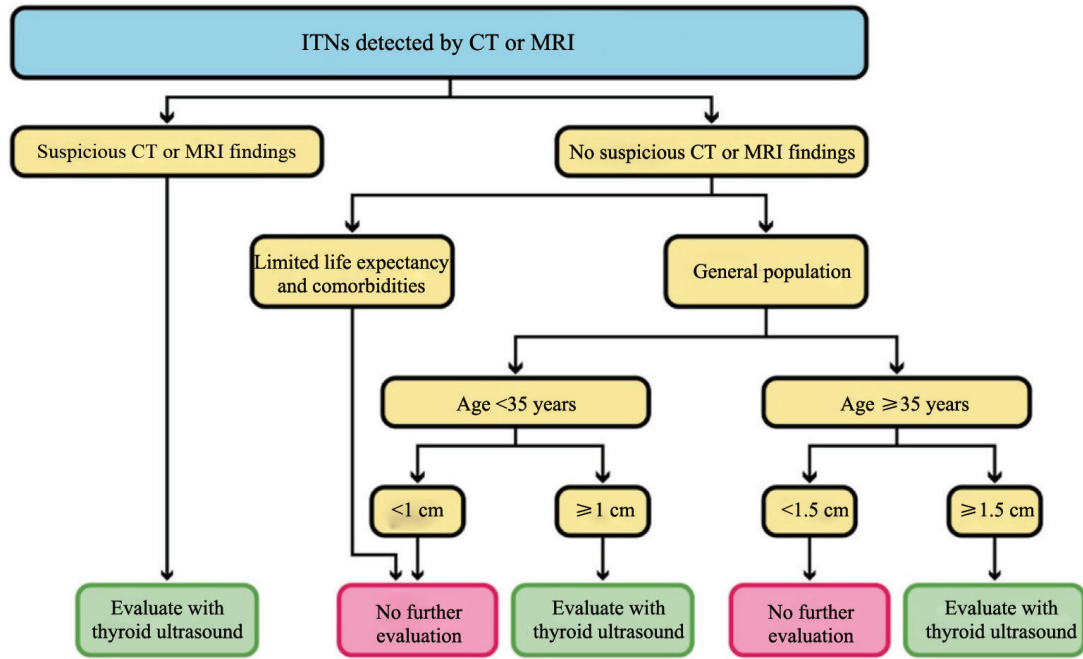 ITNs detected by CT or MRI
Suspicious CT or MRI findings
No suspicious CT or MRI findings
Limited life expectancy
and comorbidities
General population
Age <35 years
Age ⩾35 years
<1 cm
⩾1 cm
<1.5 cm
⩾1.5 cm
Evaluate with
thyroid ultrasound
No further
evaluation
Evaluate with
thyroid ultrasound
No further
evaluation
Evaluate with
thyroid ultrasound